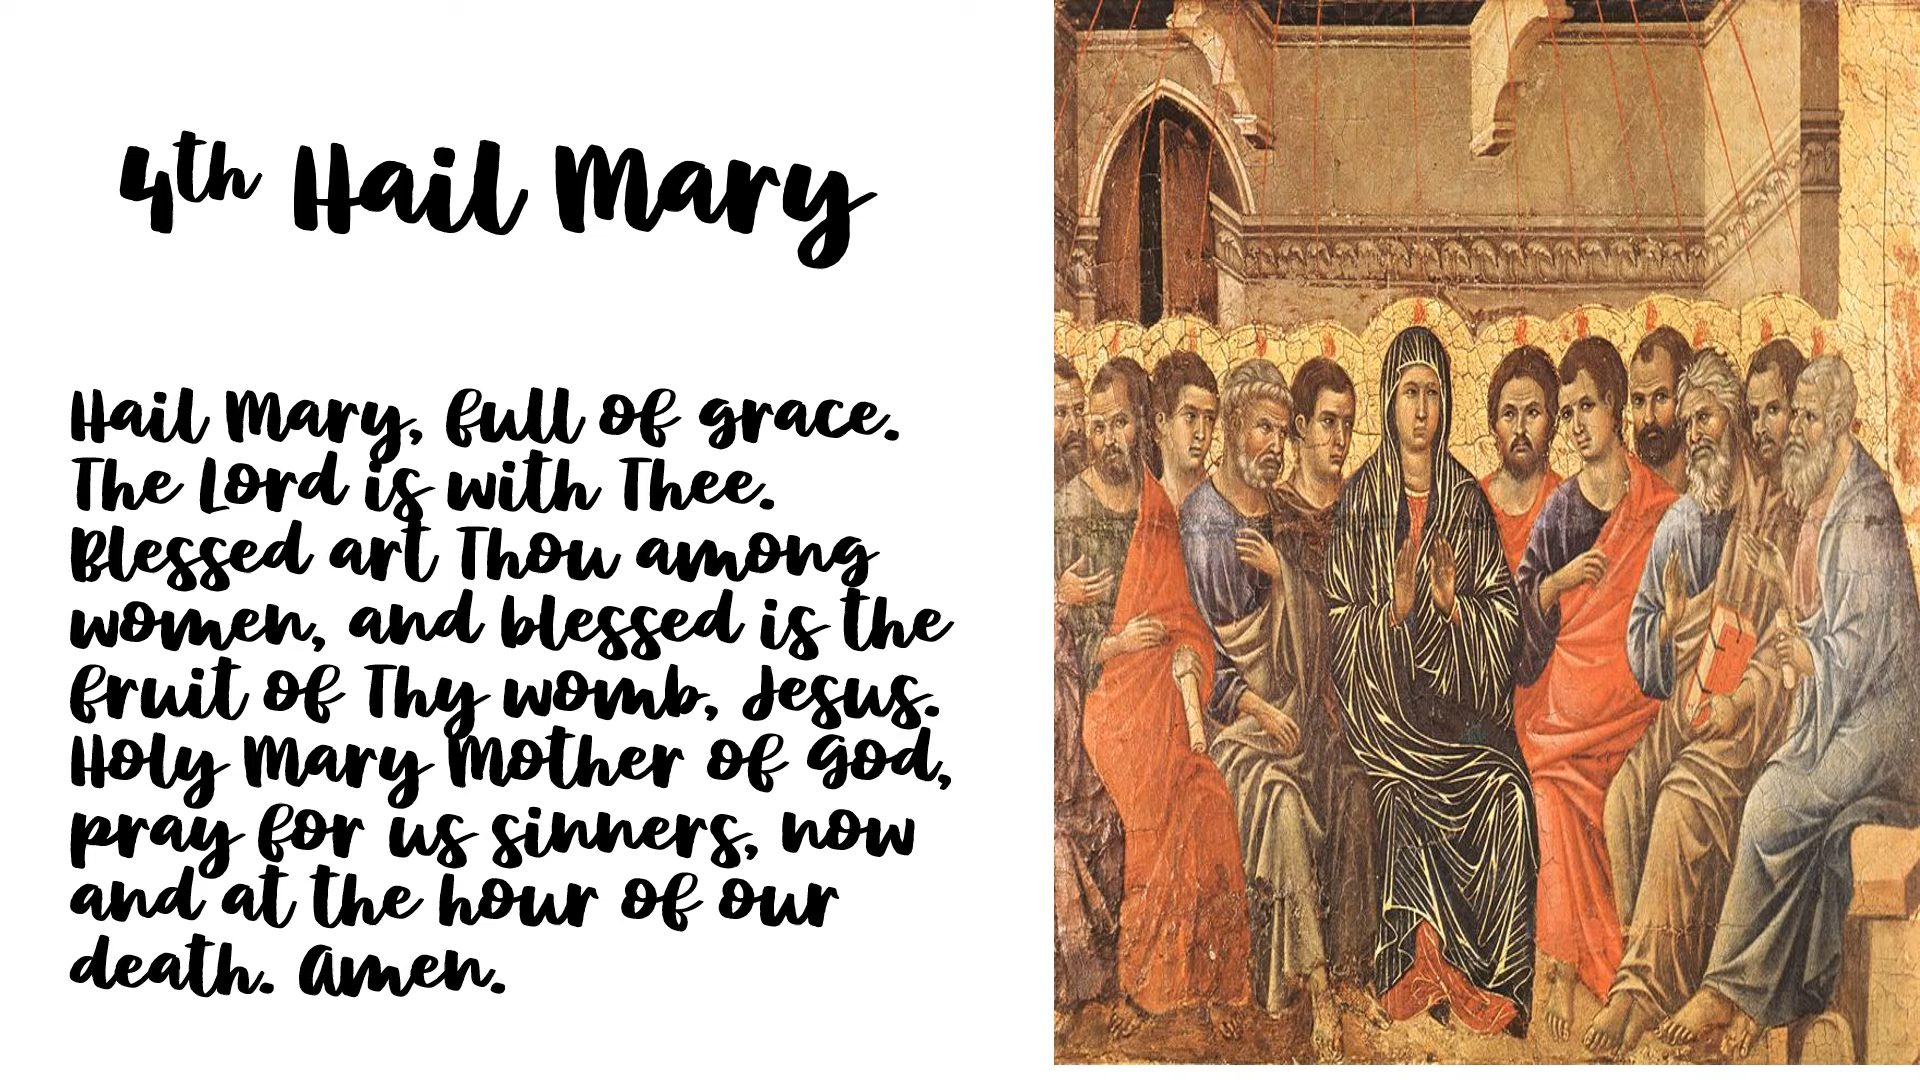 4th Hail Mary
Hail Mary, full of grace.
The Lord is with Thee.
Blessed art Thou among
women, and blessed is the
fruit of Thy womb, Jesus.
Holy Mary Mother of God,
pray for us sinners, now
and at the hour of our
death. Amen.